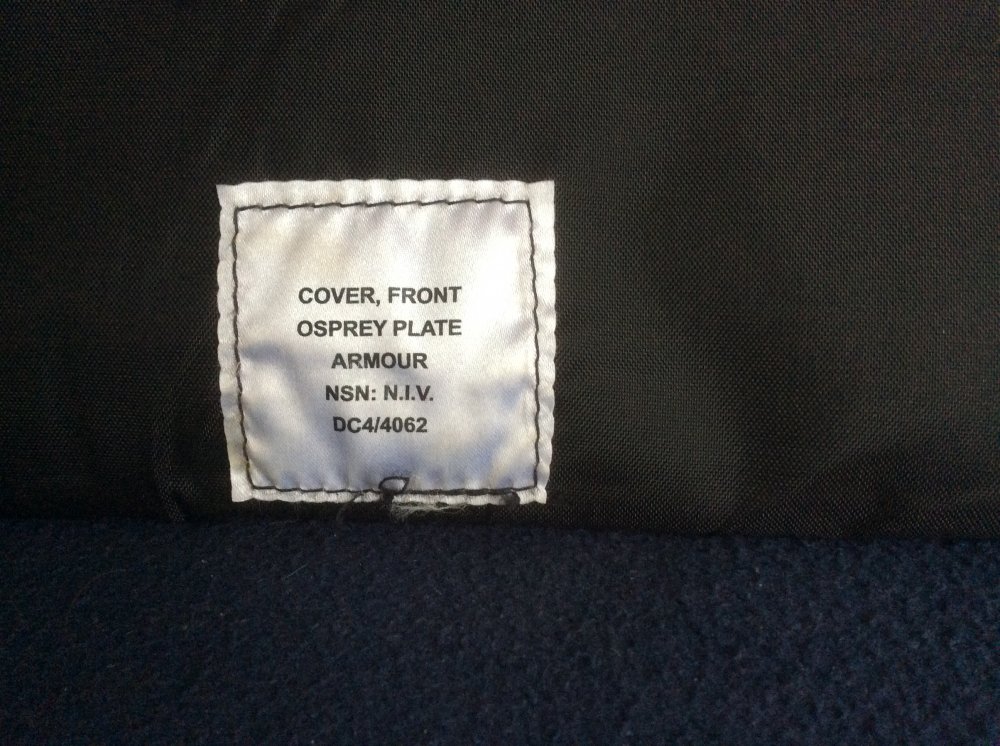 COVER, FRONT
OSPREY PLATE
ARMOUR
NSN: N.I.V.
DC4/4062